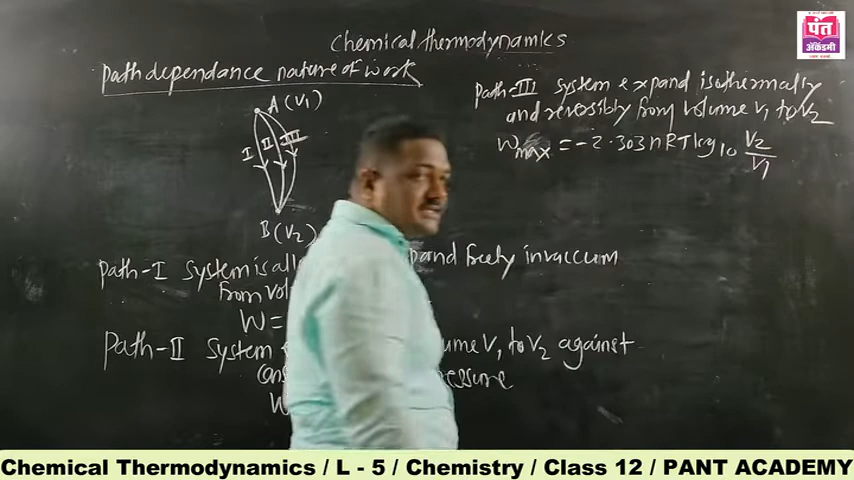 Chemical thermodynamics
path dependance nature of work
A (V1)
I II III
B (V2)
path-III system expand isothermally
and reversibly from volume V1 to V2
Wmax = -2.303nRT log10 V2/V1
path-I system is all pand freely in vaccum
from vol
W =
path-II system ume V1 to V2 against
cons essure
W
पंत
अॅकॅडमी
Chemical Thermodynamics / L - 5 / Chemistry / Class 12 / PANT ACADEMY